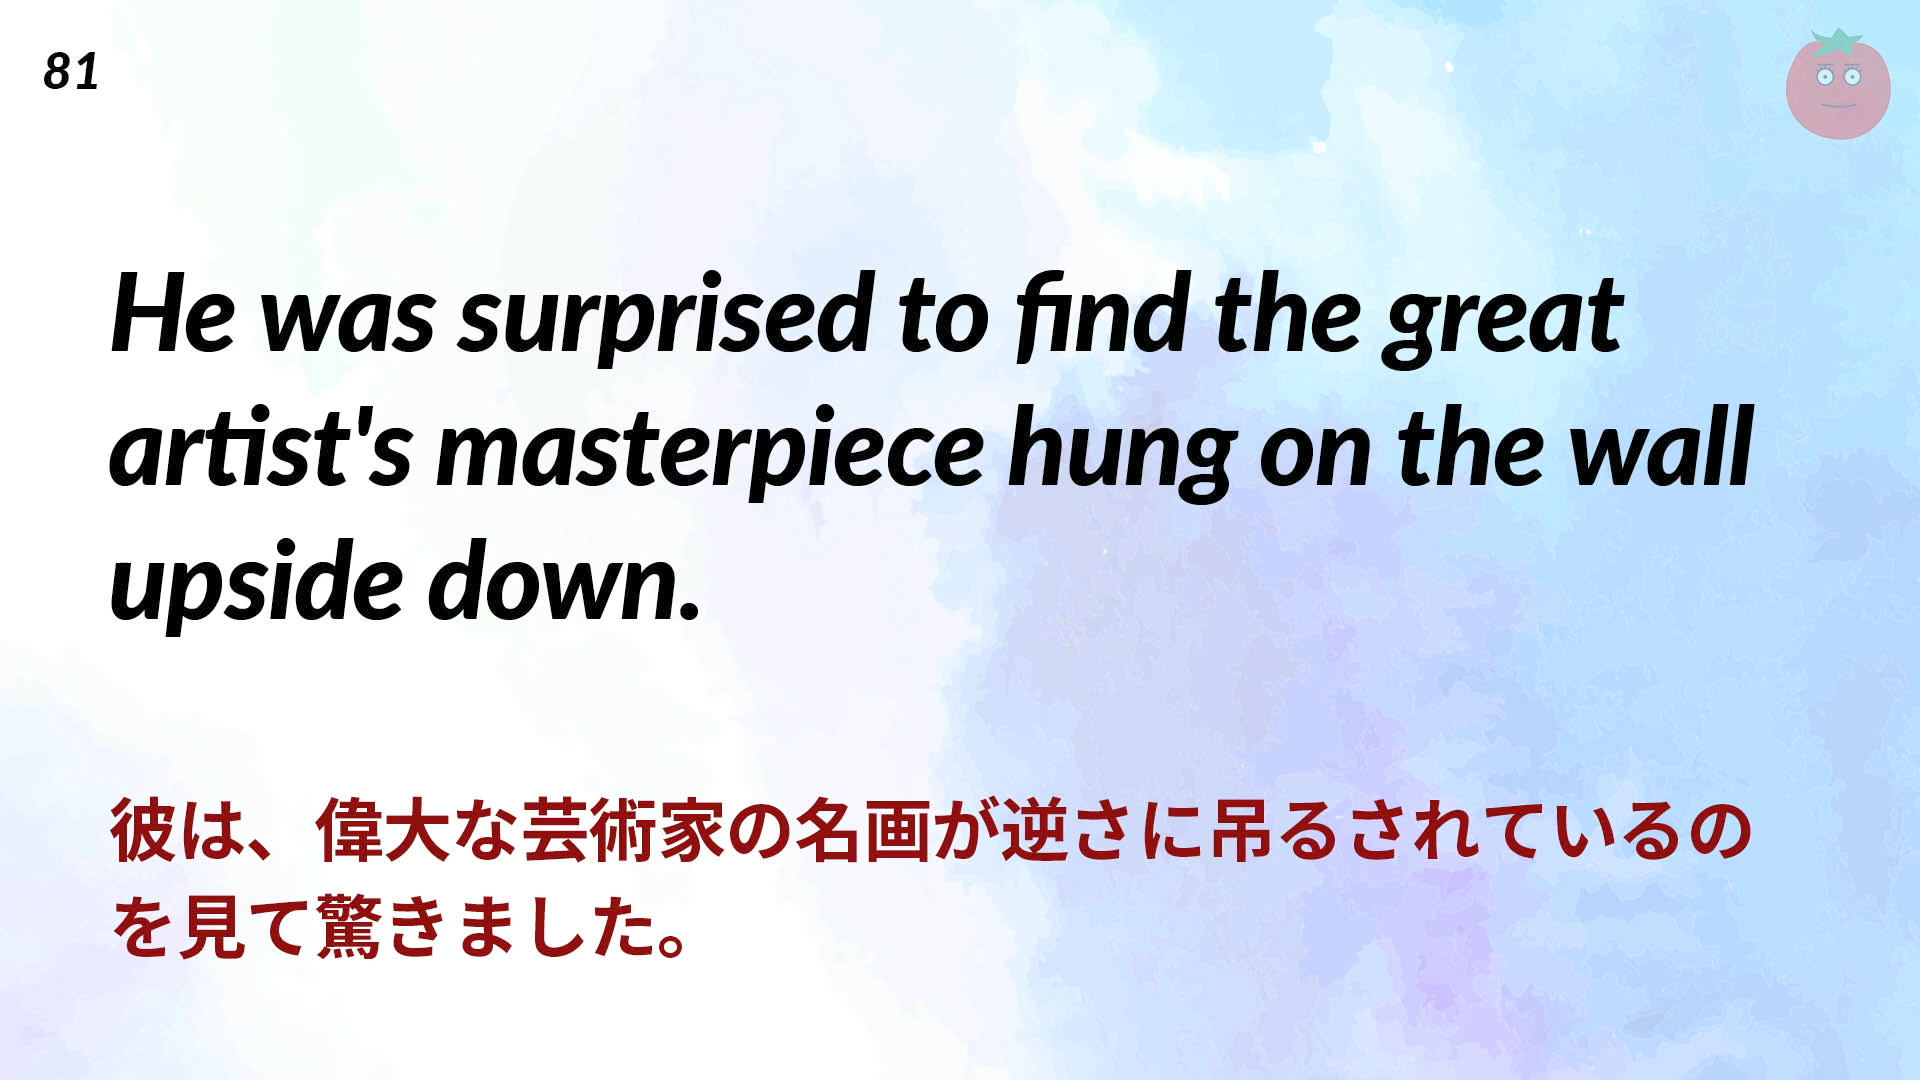 81
He was surprised to find the great
artist's masterpiece hung on the wall
upside down.
彼は、偉大な芸術家の名画が逆さに吊るされているの
を見て驚きました。